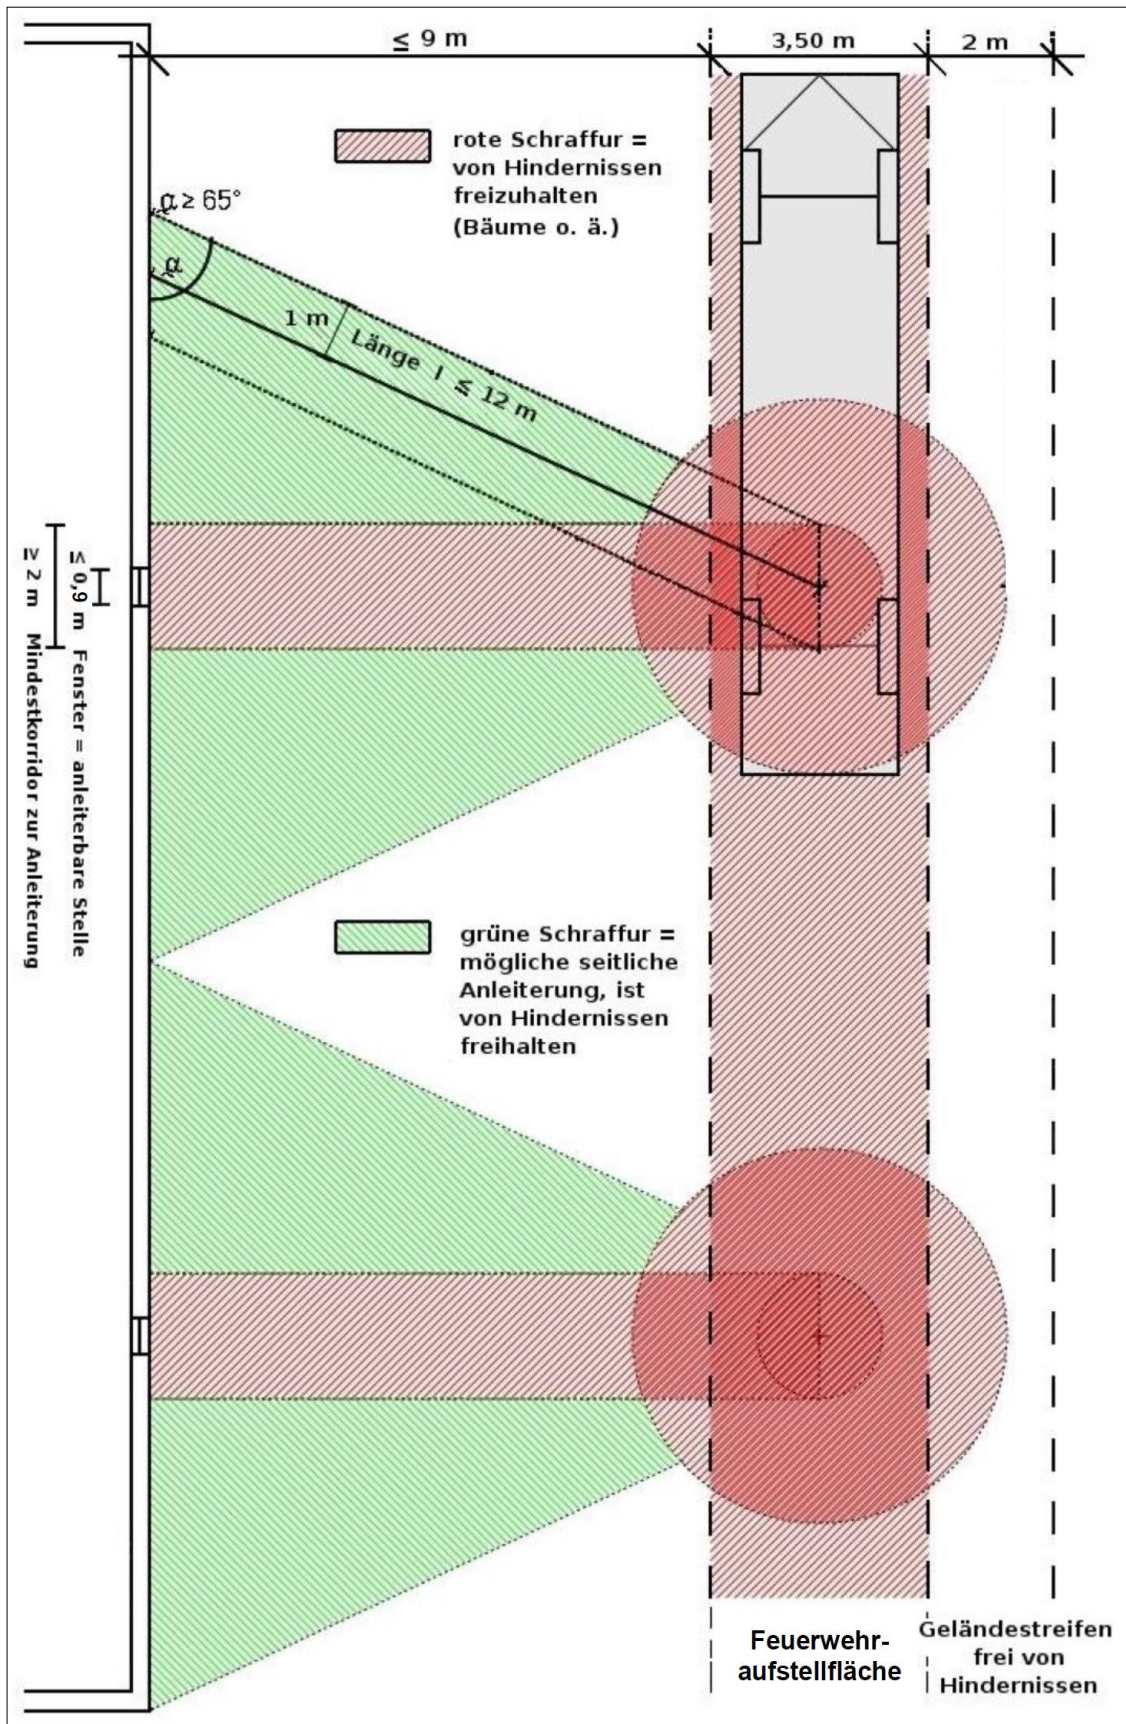 ≤ 9 m
3,50 m
2 m
rote Schraffur =
von Hindernissen
freizuhalten
(Bäume o. ä.)
α ≥ 65°
α
1 m
Länge l ≤ 12 m
≥ 2 m Mindestkorridor zur Anleiterung
≤ 0,9 m Fenster = anleiterbare Stelle
grüne Schraffur =
mögliche seitliche
Anleiterung, ist
von Hindernissen
freihalten
Feuerwehr-
aufstellfläche
Geländestreifen
frei von
Hindernissen